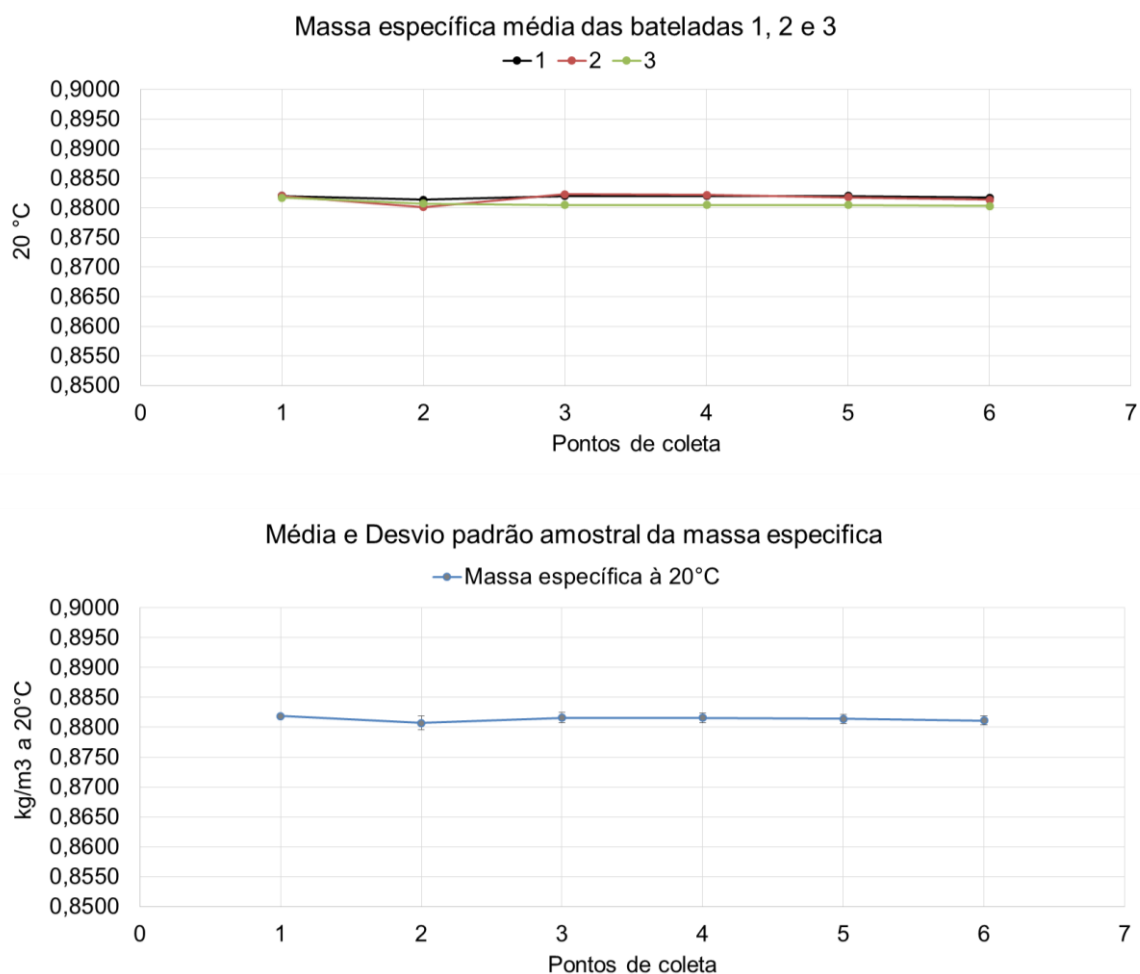 Massa específica média das bateladas 1, 2 e 3
1 2 3
0,9000
0,8950
0,8900
0,8850
0,8800
0,8750
0,8700
0,8650
0,8600
0,8550
0,8500
20 °C
0 1 2 3 4 5 6 7
Pontos de coleta
Média e Desvio padrão amostral da massa especifica
Massa específica à 20°C
0,9000
0,8950
0,8900
0,8850
0,8800
0,8750
0,8700
0,8650
0,8600
0,8550
0,8500
kg/m3 a 20°C
0 1 2 3 4 5 6 7
Pontos de coleta